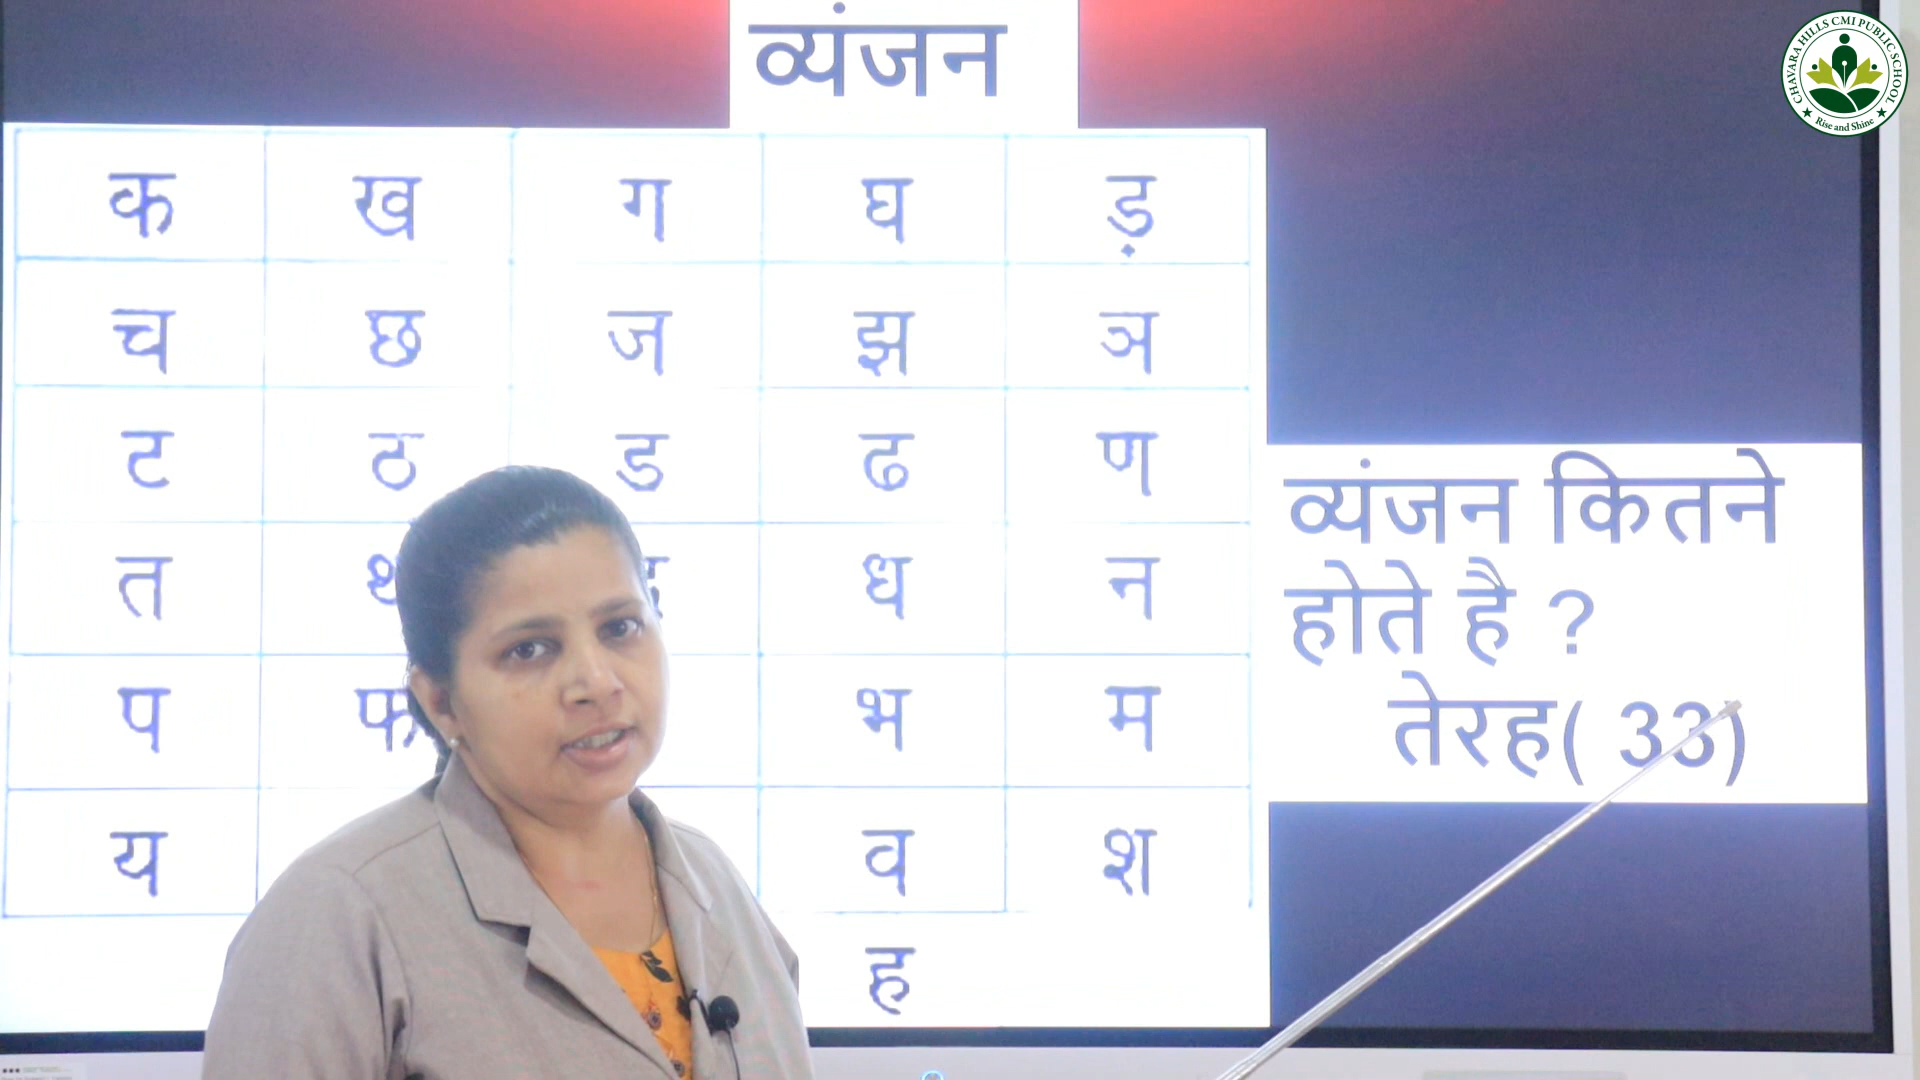 व्यंजन
CHAVARA HILLS CMI PUBLIC SCHOOL
Rise and Shine
क ख ग घ ड़
च छ ज झ ञ
ट ठ ड ढ ण
त ध न
प फ भ म
य व श
ह
व्यंजन कितने
होते है ?
तेरह( 33)